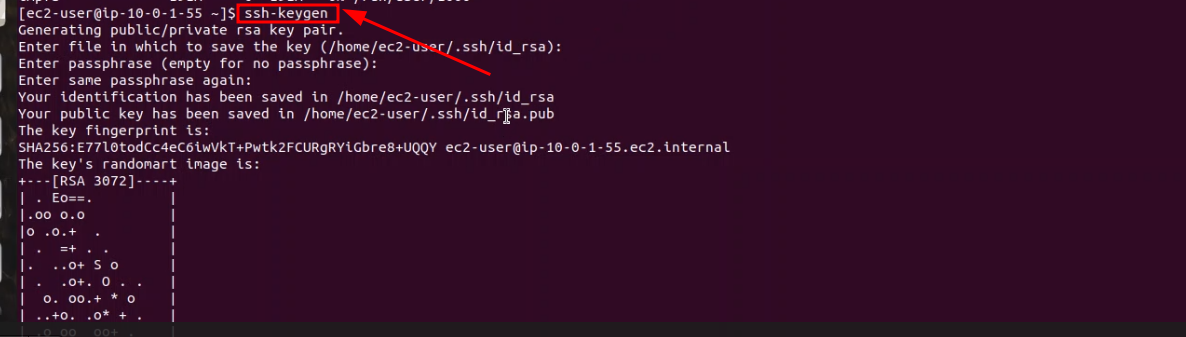 [ec2-user@ip-10-0-1-55 ~]$ ssh-keygen
Generating public/private rsa key pair.
Enter file in which to save the key (/home/ec2-user/.ssh/id_rsa):
Enter passphrase (empty for no passphrase):
Enter same passphrase again:
Your identification has been saved in /home/ec2-user/.ssh/id_rsa
Your public key has been saved in /home/ec2-user/.ssh/id_rsa.pub
The key fingerprint is:
SHA256:E77l0todCc4eC6iwVkT+Pwtk2FCURgRYiGbre8+UQQY ec2-user@ip-10-0-1-55.ec2.internal
The key's randomart image is:
+---[RSA 3072]----+
| . Eo==.         |
|.oo o.o          |
|o .o.+  .        |
| .  =+ . .       |
|.  ..o+ S o      |
| .  .o+. O . .   |
|  o. oo.+ * o    |
| ..+o. .o* + .   |